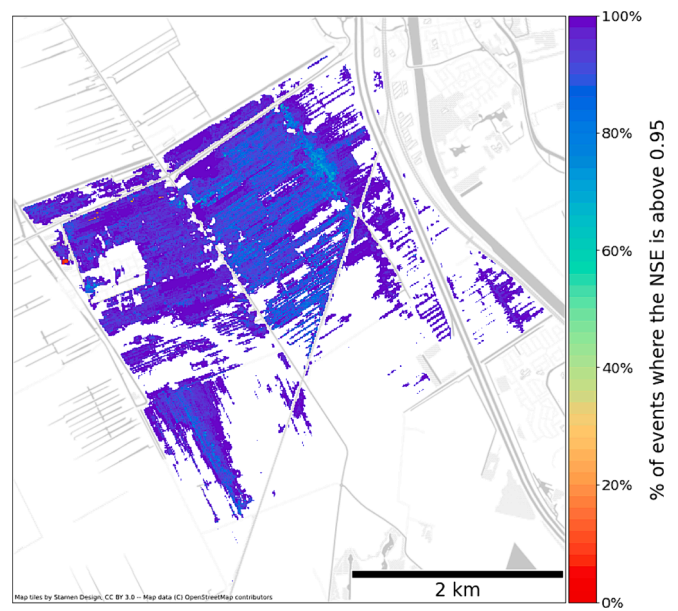 100%
80%
60%
40%
20%
0%
% of events where the NSE is above 0.95
2 km
Map tiles by Stamen Design, CC BY 3.0 -- Map data (C) OpenStreetMap contributors